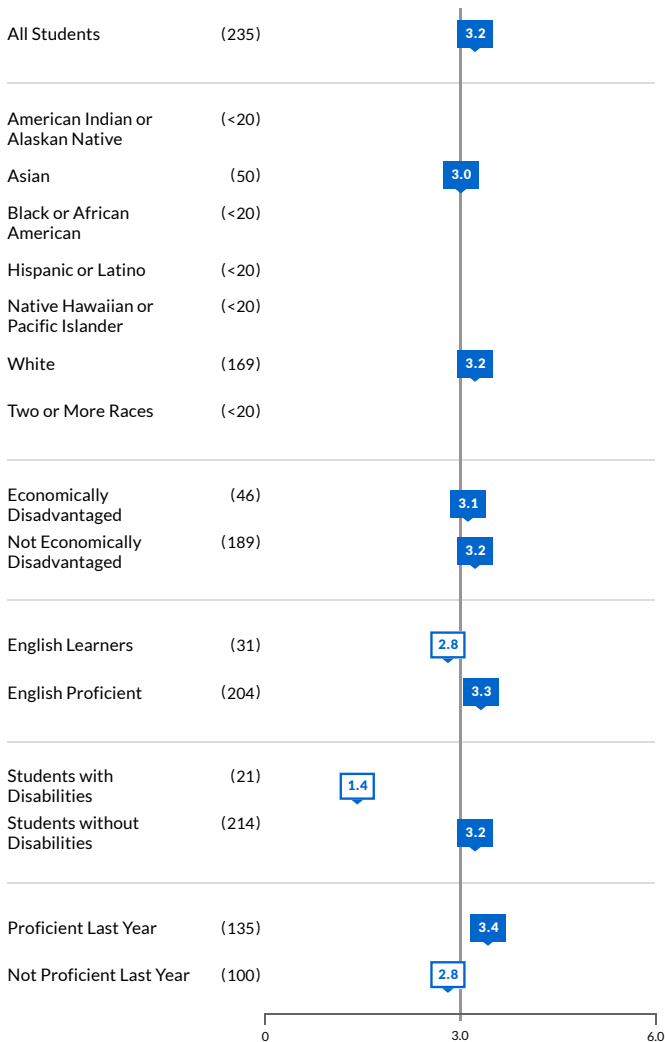 All Students (235) 3.2
American Indian or (<20)
Alaskan Native
Asian (50) 3.0
Black or African (<20)
American
Hispanic or Latino (<20)
Native Hawaiian or (<20)
Pacific Islander
White (169) 3.2
Two or More Races (<20)
Economically (46) 3.1
Disadvantaged
Not Economically (189) 3.2
Disadvantaged
English Learners (31) 2.8
English Proficient (204) 3.3
Students with (21) 1.4
Disabilities
Students without (214) 3.2
Disabilities
Proficient Last Year (135) 3.4
Not Proficient Last Year (100) 2.8
0 3.0 6.0